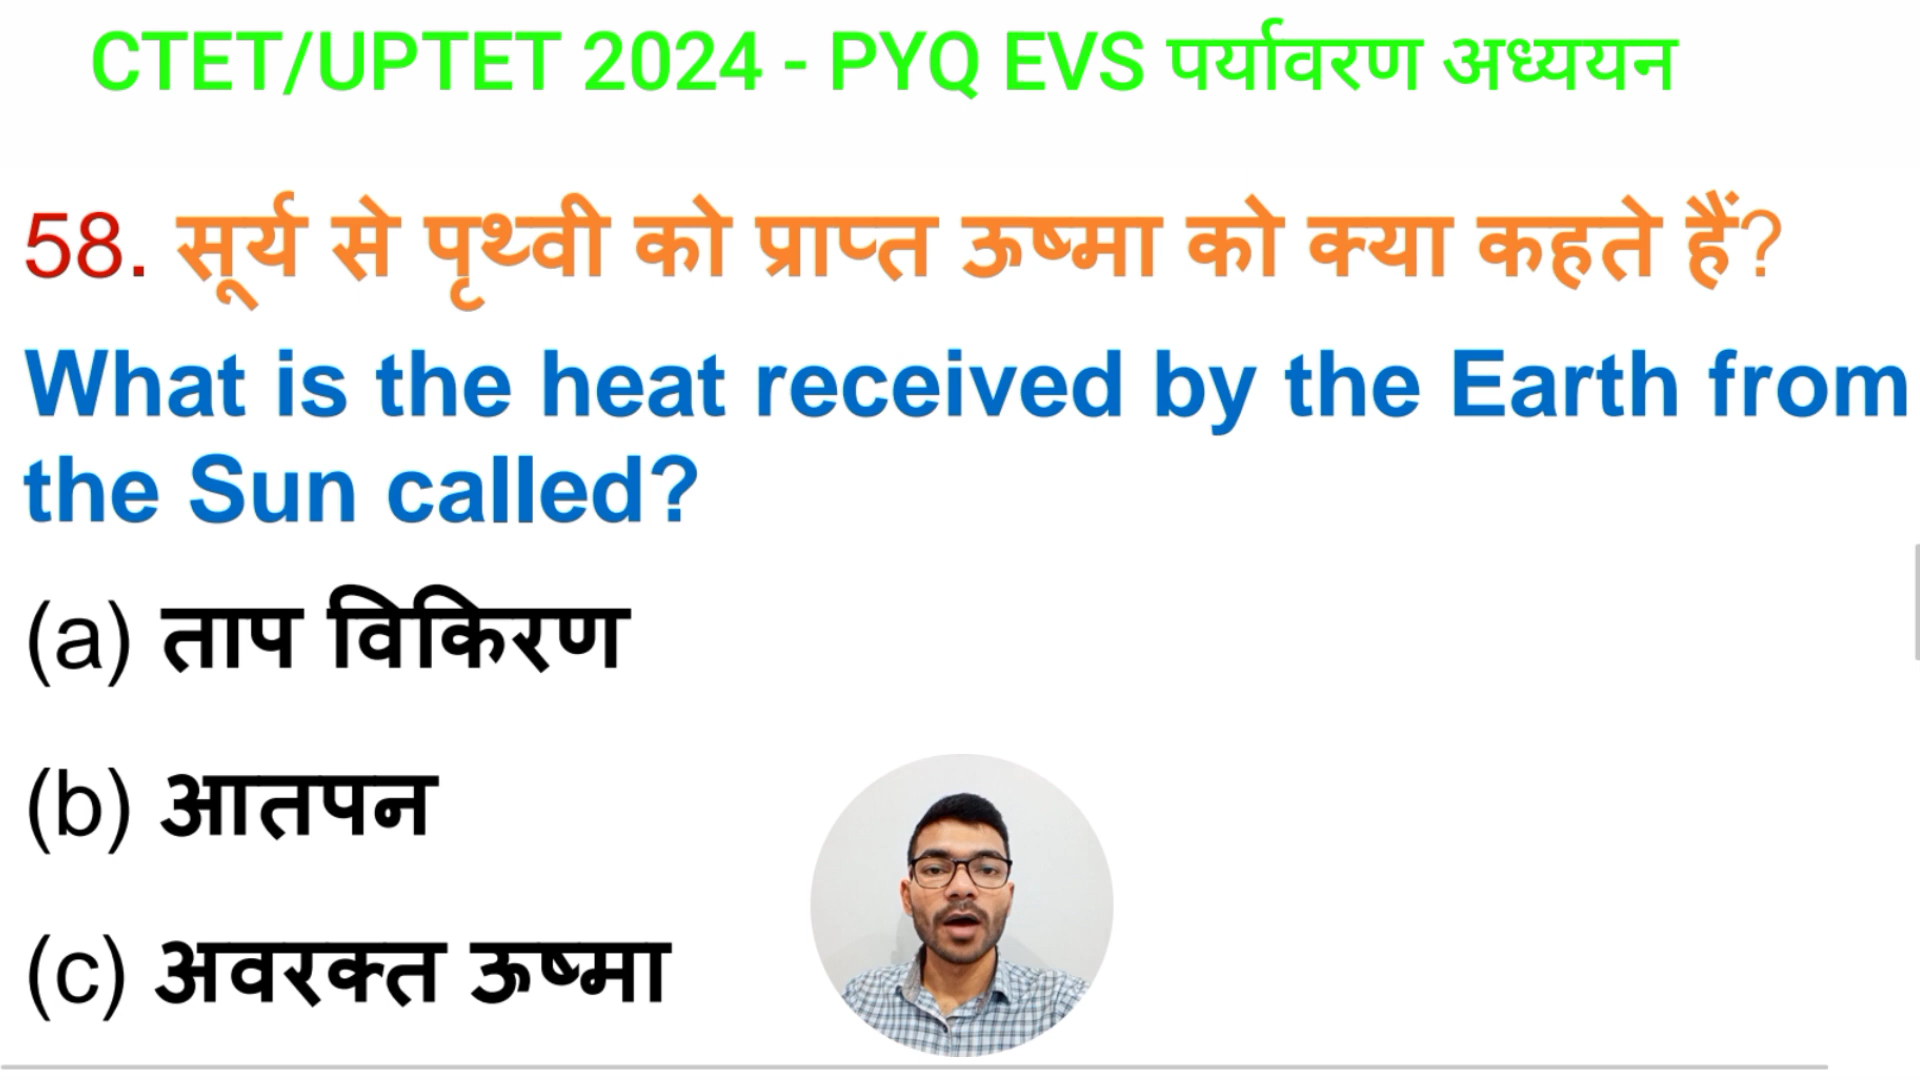 CTET/UPTET 2024 - PYQ EVS पर्यावरण अध्ययन
58. सूर्य से पृथ्वी को प्राप्त ऊष्मा को क्या कहते हैं?
What is the heat received by the Earth from
the Sun called?
(a) ताप विकिरण
(b) आतपन
(c) अवरक्त ऊष्मा